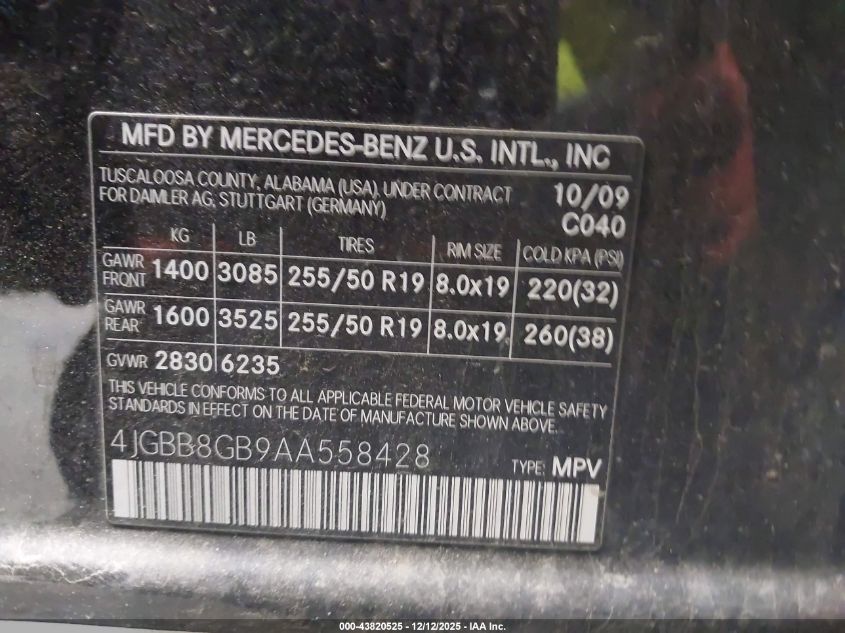 MFD BY MERCEDES-BENZ U.S. INTL., INC
TUSCALOOSA COUNTY, ALABAMA (USA) UNDER CONTRACT
FOR DAIMLER AG, STUTTGART (GERMANY)
10/09
C040
KG LB TIRES RIM SIZE COLD KPA (PSI)
GAWR FRONT 1400 3085 255/50 R19 8.0x19 220(32)
GAWR REAR 1600 3525 255/50 R19 8.0x19 260(38)
GVWR 2830 6235
THIS VEHICLE CONFORMS TO ALL APPLICABLE FEDERAL MOTOR VEHICLE SAFETY
STANDARDS IN EFFECT ON THE DATE OF MANUFACTURE SHOWN ABOVE.
4JGBB8GB9AA558428 TYPE: MPV
000-43820525 - 12/12/2025 - IAA Inc.